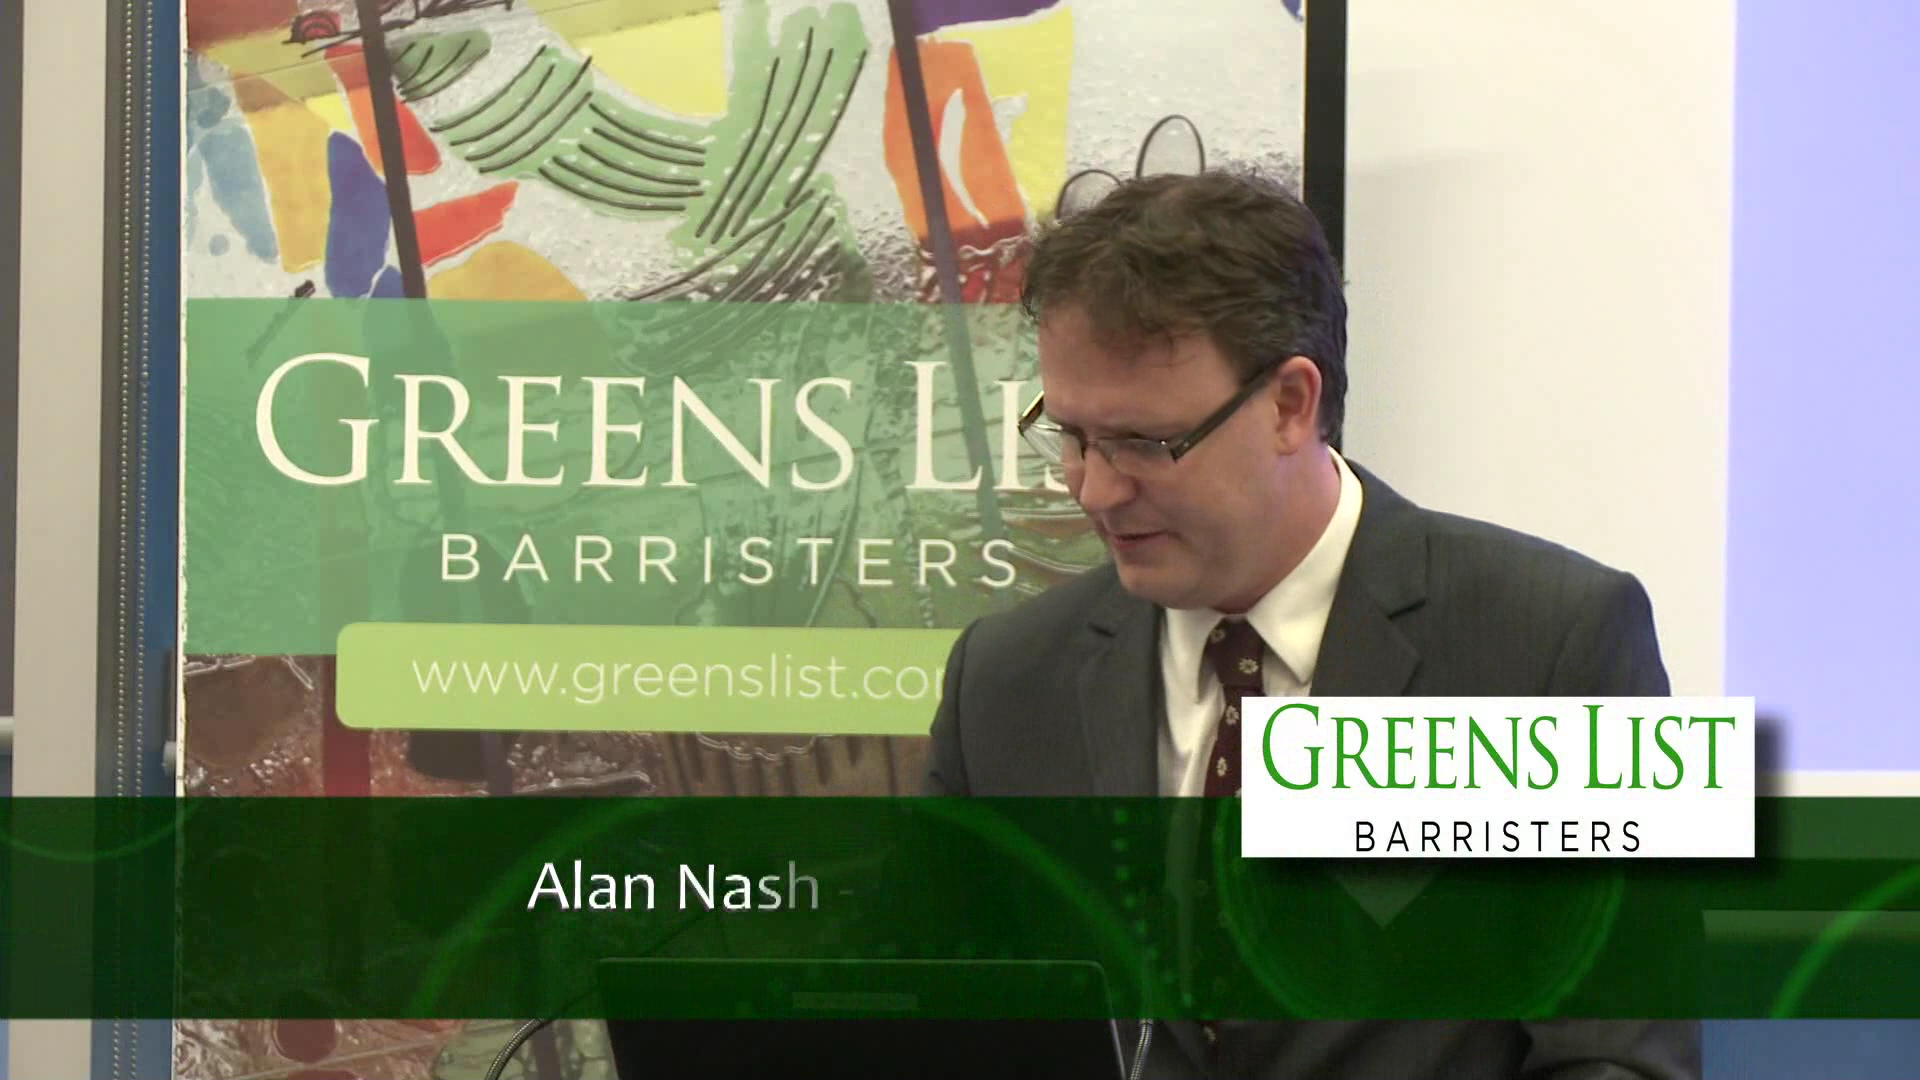 GREENS LIS
BARRISTERS
www.greenslist.co
GREENS LIST
BARRISTERS
Alan Nash -